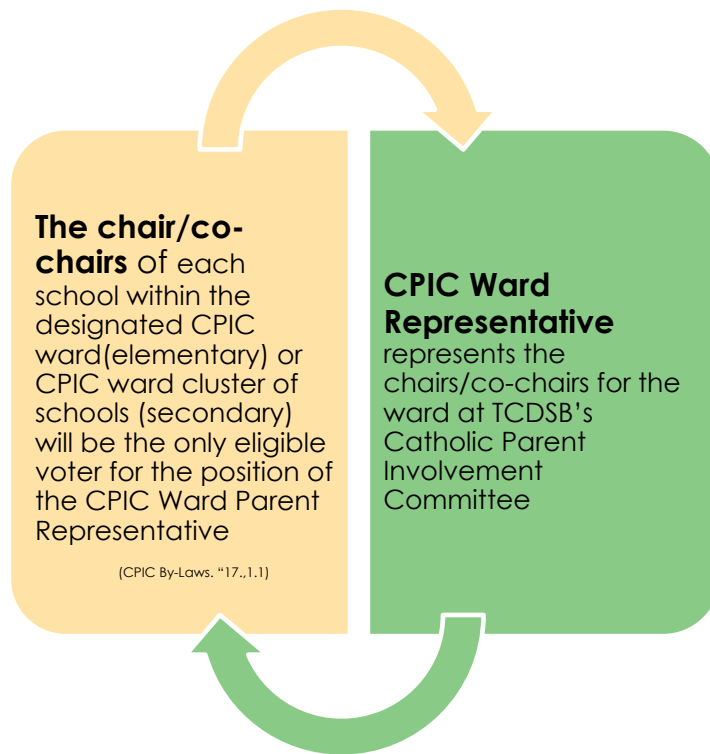 The chair/co-
chairs of each
school within the
designated CPIC
ward(elementary) or
CPIC ward cluster of
schools (secondary)
will be the only eligible
voter for the position of
the CPIC Ward Parent
Representative
(CPIC By-Laws. “17.,1.1)
CPIC Ward
Representative
represents the
chairs/co-chairs for the
ward at TCDSB’s
Catholic Parent
Involvement
Committee